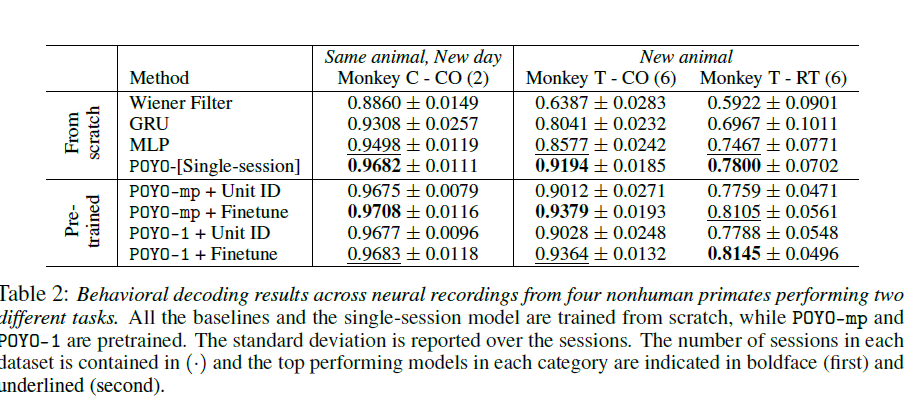 Same animal, New day New animal
Method Monkey C - CO (2) Monkey T - CO (6) Monkey T - RT (6)
From scratch
Wiener Filter 0.8860 ± 0.0149 0.6387 ± 0.0283 0.5922 ± 0.0901
GRU 0.9308 ± 0.0257 0.8041 ± 0.0232 0.6967 ± 0.1011
MLP 0.9498 ± 0.0119 0.8577 ± 0.0242 0.7467 ± 0.0771
POYO-[Single-session] 0.9682 ± 0.0111 0.9194 ± 0.0185 0.7800 ± 0.0702
Pre-trained
POYO-mp + Unit ID 0.9675 ± 0.0079 0.9012 ± 0.0271 0.7759 ± 0.0471
POYO-mp + Finetune 0.9708 ± 0.0116 0.9379 ± 0.0193 0.8105 ± 0.0561
POYO-1 + Unit ID 0.9677 ± 0.0096 0.9028 ± 0.0248 0.7788 ± 0.0548
POYO-1 + Finetune 0.9683 ± 0.0118 0.9364 ± 0.0132 0.8145 ± 0.0496
Table 2: Behavioral decoding results across neural recordings from four nonhuman primates performing two
different tasks. All the baselines and the single-session model are trained from scratch, while POYO-mp and
POYO-1 are pretrained. The standard deviation is reported over the sessions. The number of sessions in each
dataset is contained in (·) and the top performing models in each category are indicated in boldface (first) and
underlined (second).